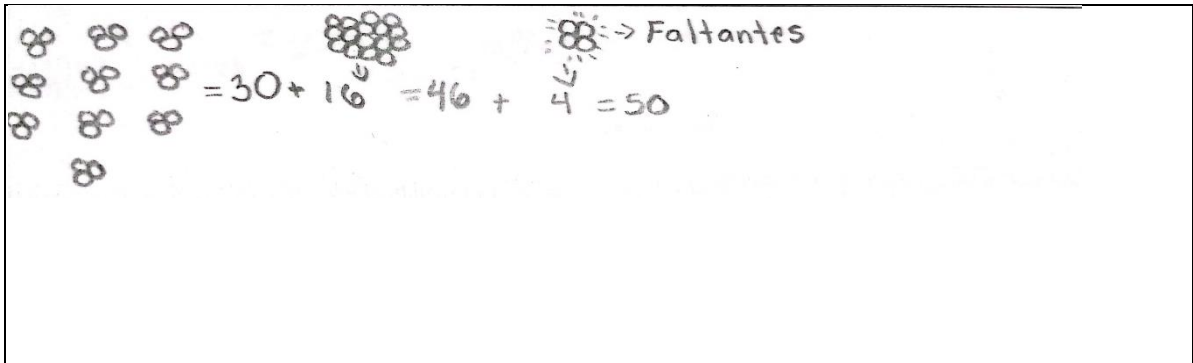 → Faltantes
= 30 + 16 = 46 + 4 = 50